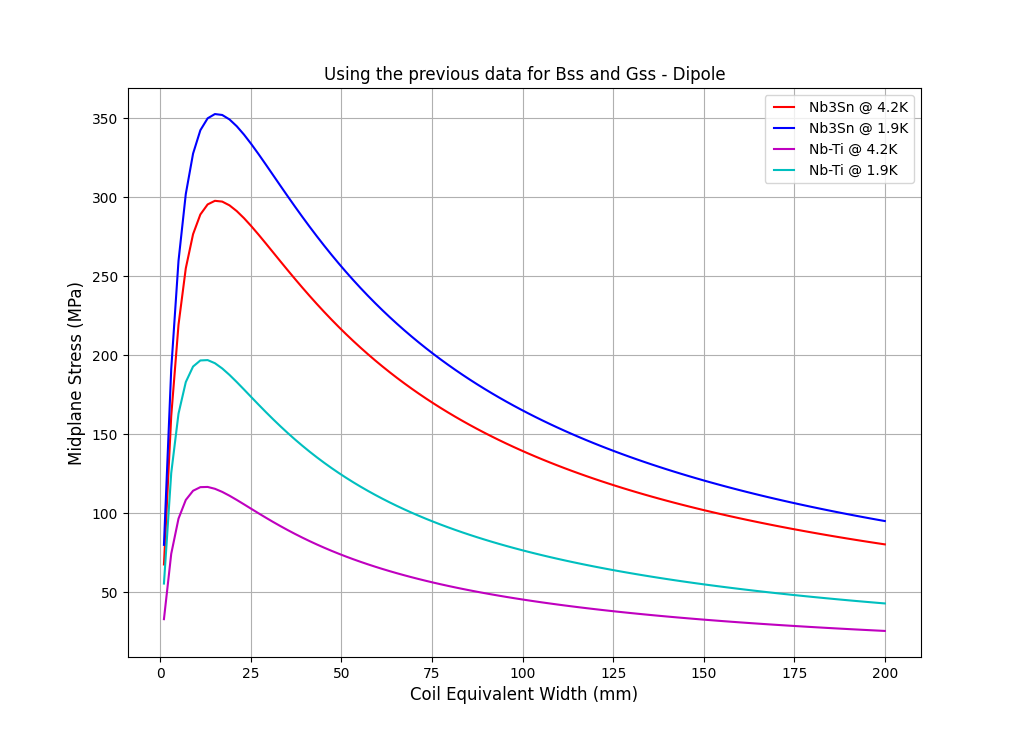 Using the previous data for Bss and Gss - Dipole
Nb3Sn @ 4.2K
Nb3Sn @ 1.9K
Nb-Ti @ 4.2K
Nb-Ti @ 1.9K
Midplane Stress (MPa)
350
300
250
200
150
100
50
0 25 50 75 100 125 150 175 200
Coil Equivalent Width (mm)